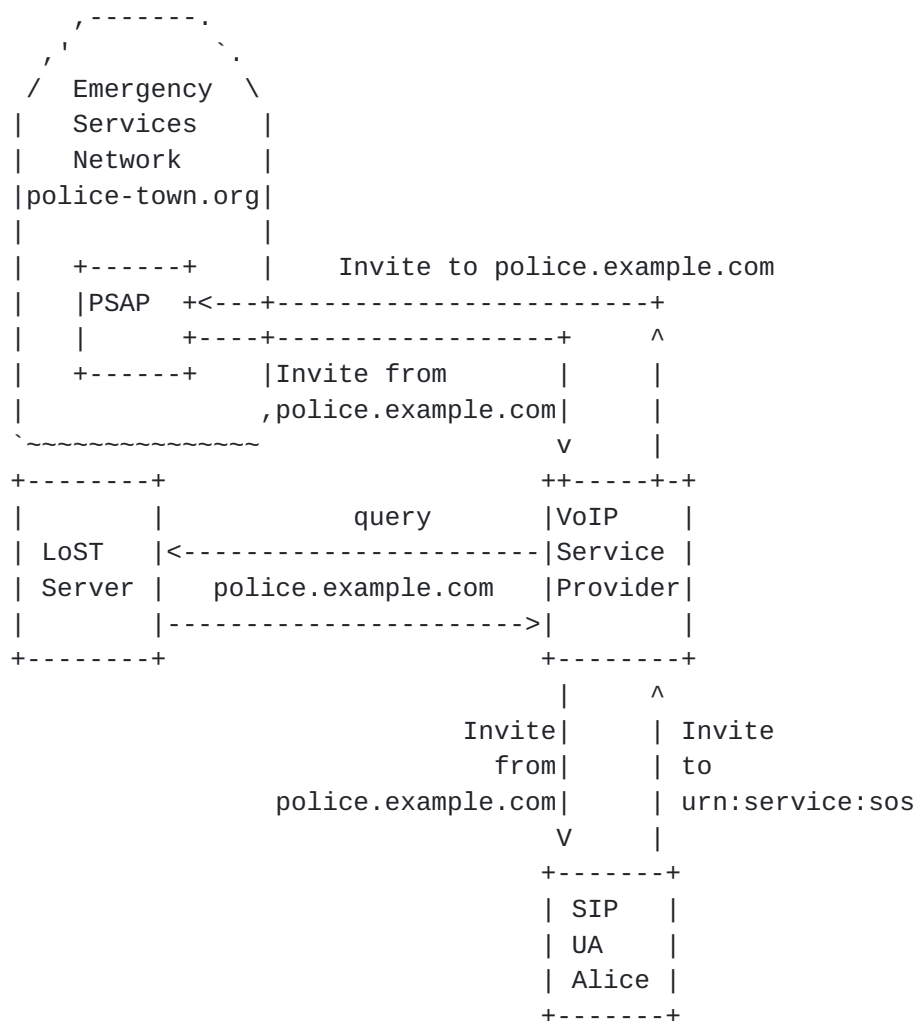 Emergency
Services
Network
police-town.org
Invite to police.example.com
PSAP
Invite from
police.example.com
query
VoIP
LoST
Service
Server
police.example.com
Provider
Invite
Invite
from
to
police.example.com
urn:service:sos
SIP
UA
Alice